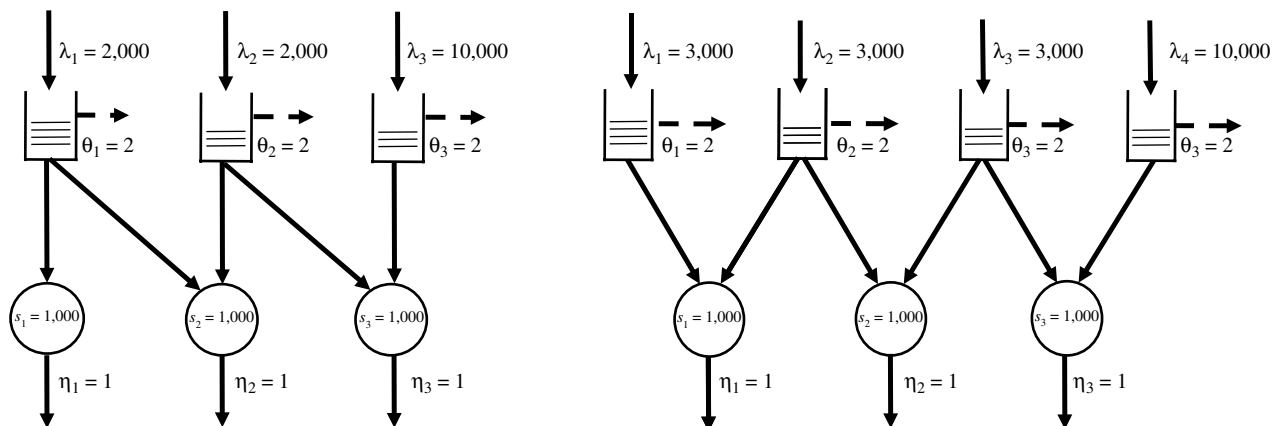 λ₁ = 2,000
λ₂ = 2,000
λ₃ = 10,000
θ₁ = 2
θ₂ = 2
θ₃ = 2
s₁ = 1,000
s₂ = 1,000
s₃ = 1,000
η₁ = 1
η₂ = 1
η₃ = 1
λ₁ = 3,000
λ₂ = 3,000
λ₃ = 3,000
λ₄ = 10,000
θ₁ = 2
θ₂ = 2
θ₃ = 2
θ₃ = 2
s₁ = 1,000
s₂ = 1,000
s₃ = 1,000
η₁ = 1
η₂ = 1
η₃ = 1